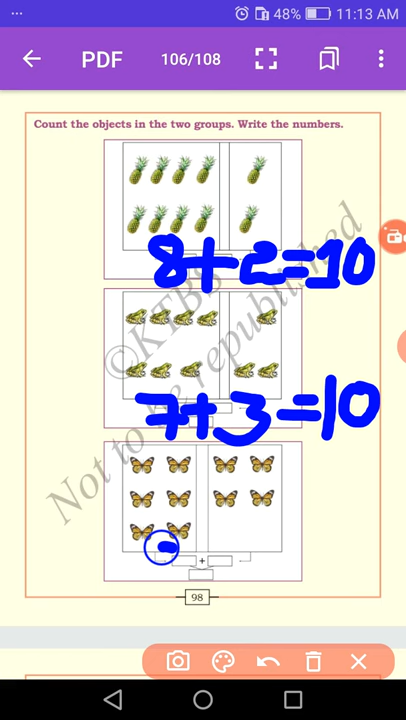 48% 11:13 AM
PDF 106/108
Count the objects in the two groups. Write the numbers.
8+2=10
7+3=10
+
98
©KTBS
Not to be republished